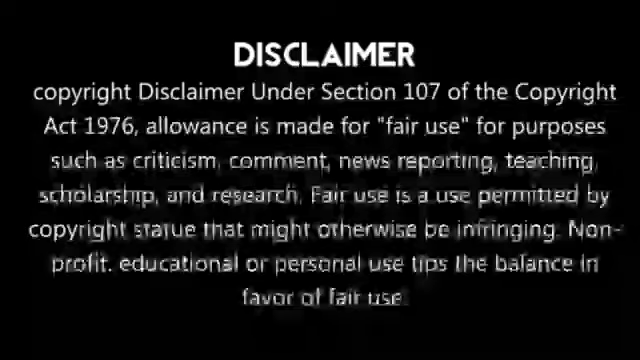 DISCLAIMER
copyright Disclaimer Under Section 107 of the Copyright
Act 1976, allowance is made for "fair use" for purposes
such as criticism, comment, news reporting, teaching,
scholarship, and research. Fair use is a use permitted by
copyright statue that might otherwise be infringing. Non-
profit. educational or personal use tips the balance in
favor of fair use.